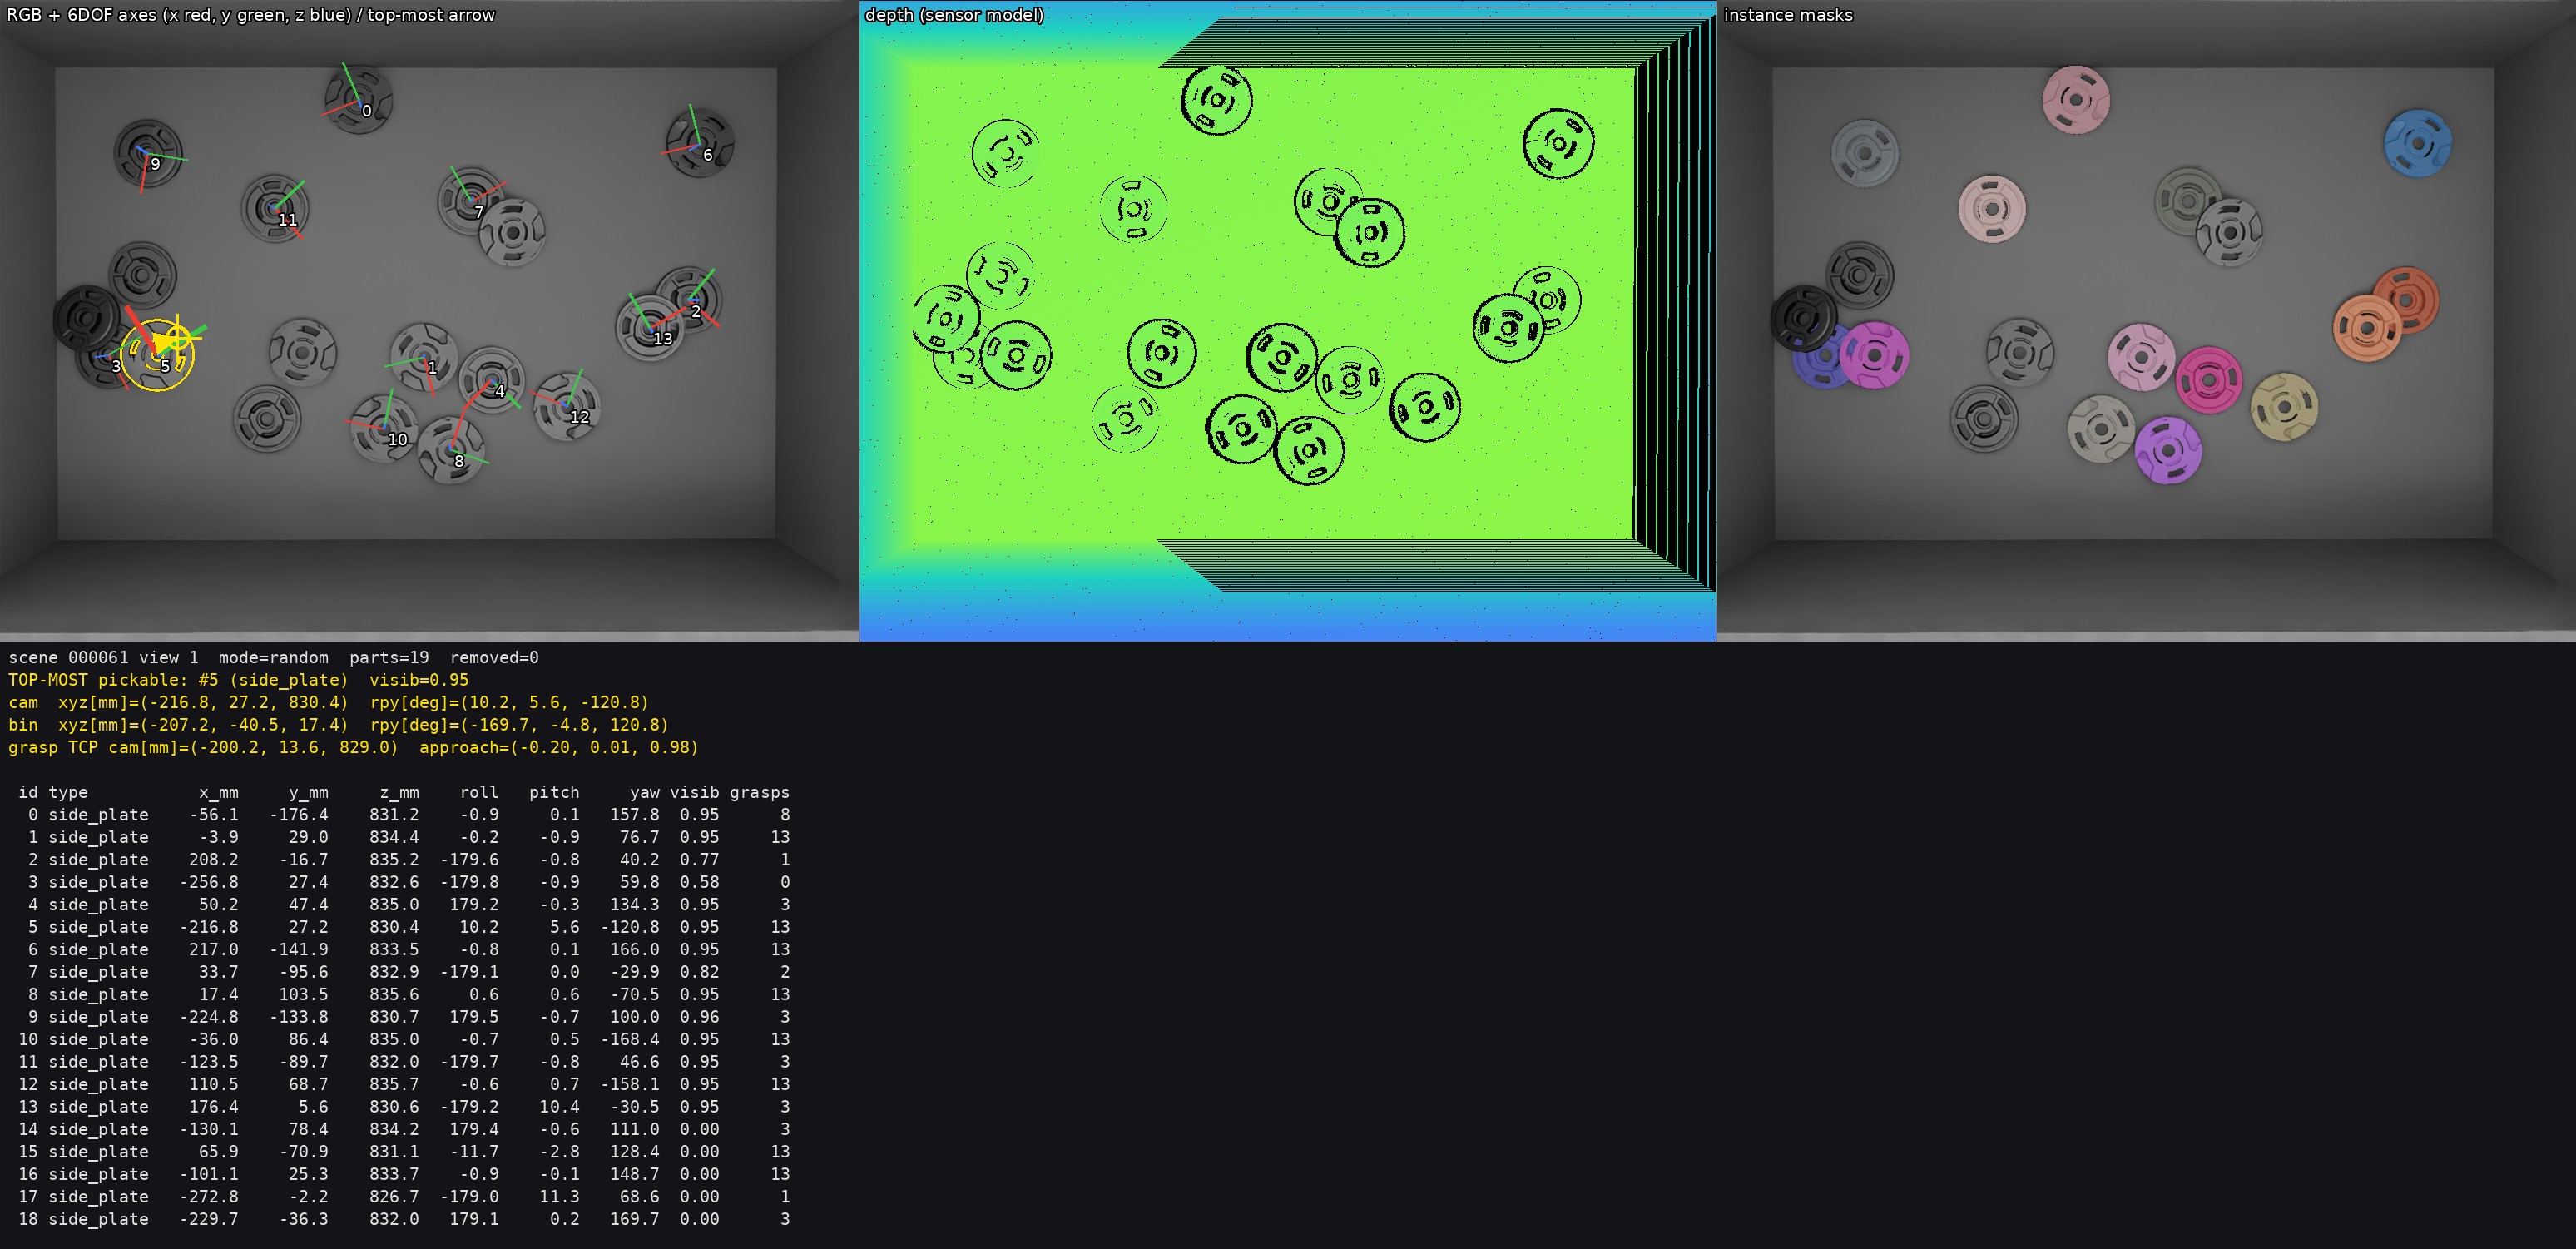 RGB + 6DOF axes (x red, y green, z blue) / top-most arrow
depth (sensor model)
instance masks
0
9
6
11
7
2
13
3
5
1
4
12
10
8
scene 000061 view 1  mode=random  parts=19  removed=0
TOP-MOST pickable: #5 (side_plate)  visib=0.95
cam  xyz[mm]=(-216.8, 27.2, 830.4)  rpy[deg]=(10.2, 5.6, -120.8)
bin  xyz[mm]=(-207.2, -40.5, 17.4)  rpy[deg]=(-169.7, -4.8, 120.8)
grasp TCP cam[mm]=(-200.2, 13.6, 829.0)  approach=(-0.20, 0.01, 0.98)
id type x_mm y_mm z_mm roll pitch yaw visib grasps
0 side_plate -56.1 -176.4 831.2 -0.9 0.1 157.8 0.95 8
1 side_plate -3.9 29.0 834.4 -0.2 -0.9 76.7 0.95 13
2 side_plate 208.2 -16.7 835.2 -179.6 -0.8 40.2 0.77 1
3 side_plate -256.8 27.4 832.6 -179.8 -0.9 59.8 0.58 0
4 side_plate 50.2 47.4 835.0 179.2 -0.3 134.3 0.95 3
5 side_plate -216.8 27.2 830.4 10.2 5.6 -120.8 0.95 13
6 side_plate 217.0 -141.9 833.5 -0.8 0.1 166.0 0.95 13
7 side_plate 33.7 -95.6 832.9 -179.1 0.0 -29.9 0.82 2
8 side_plate 17.4 103.5 835.6 0.6 0.6 -70.5 0.95 13
9 side_plate -224.8 -133.8 830.7 179.5 -0.7 100.0 0.96 3
10 side_plate -36.0 86.4 835.0 -0.7 0.5 -168.4 0.95 13
11 side_plate -123.5 -89.7 832.0 -179.7 -0.8 46.6 0.95 3
12 side_plate 110.5 68.7 835.7 -0.6 0.7 -158.1 0.95 13
13 side_plate 176.4 5.6 830.6 -179.2 10.4 -30.5 0.95 3
14 side_plate -130.1 78.4 834.2 179.4 -0.6 111.0 0.00 3
15 side_plate 65.9 -70.9 831.1 -11.7 -2.8 128.4 0.00 13
16 side_plate -101.1 25.3 833.7 -0.9 -0.1 148.7 0.00 13
17 side_plate -272.8 -2.2 826.7 -179.0 11.3 68.6 0.00 1
18 side_plate -229.7 -36.3 832.0 179.1 0.2 169.7 0.00 3